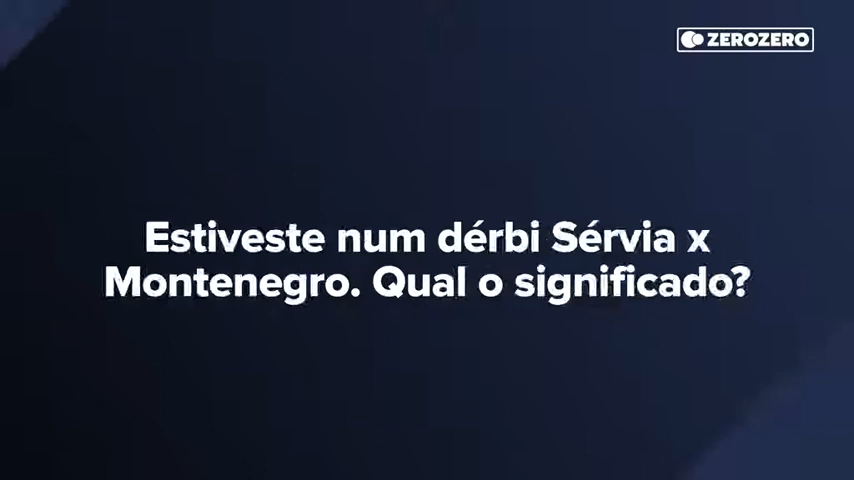 ZEROZERO
Estiveste num dérbi Sérvia x
Montenegro. Qual o significado?